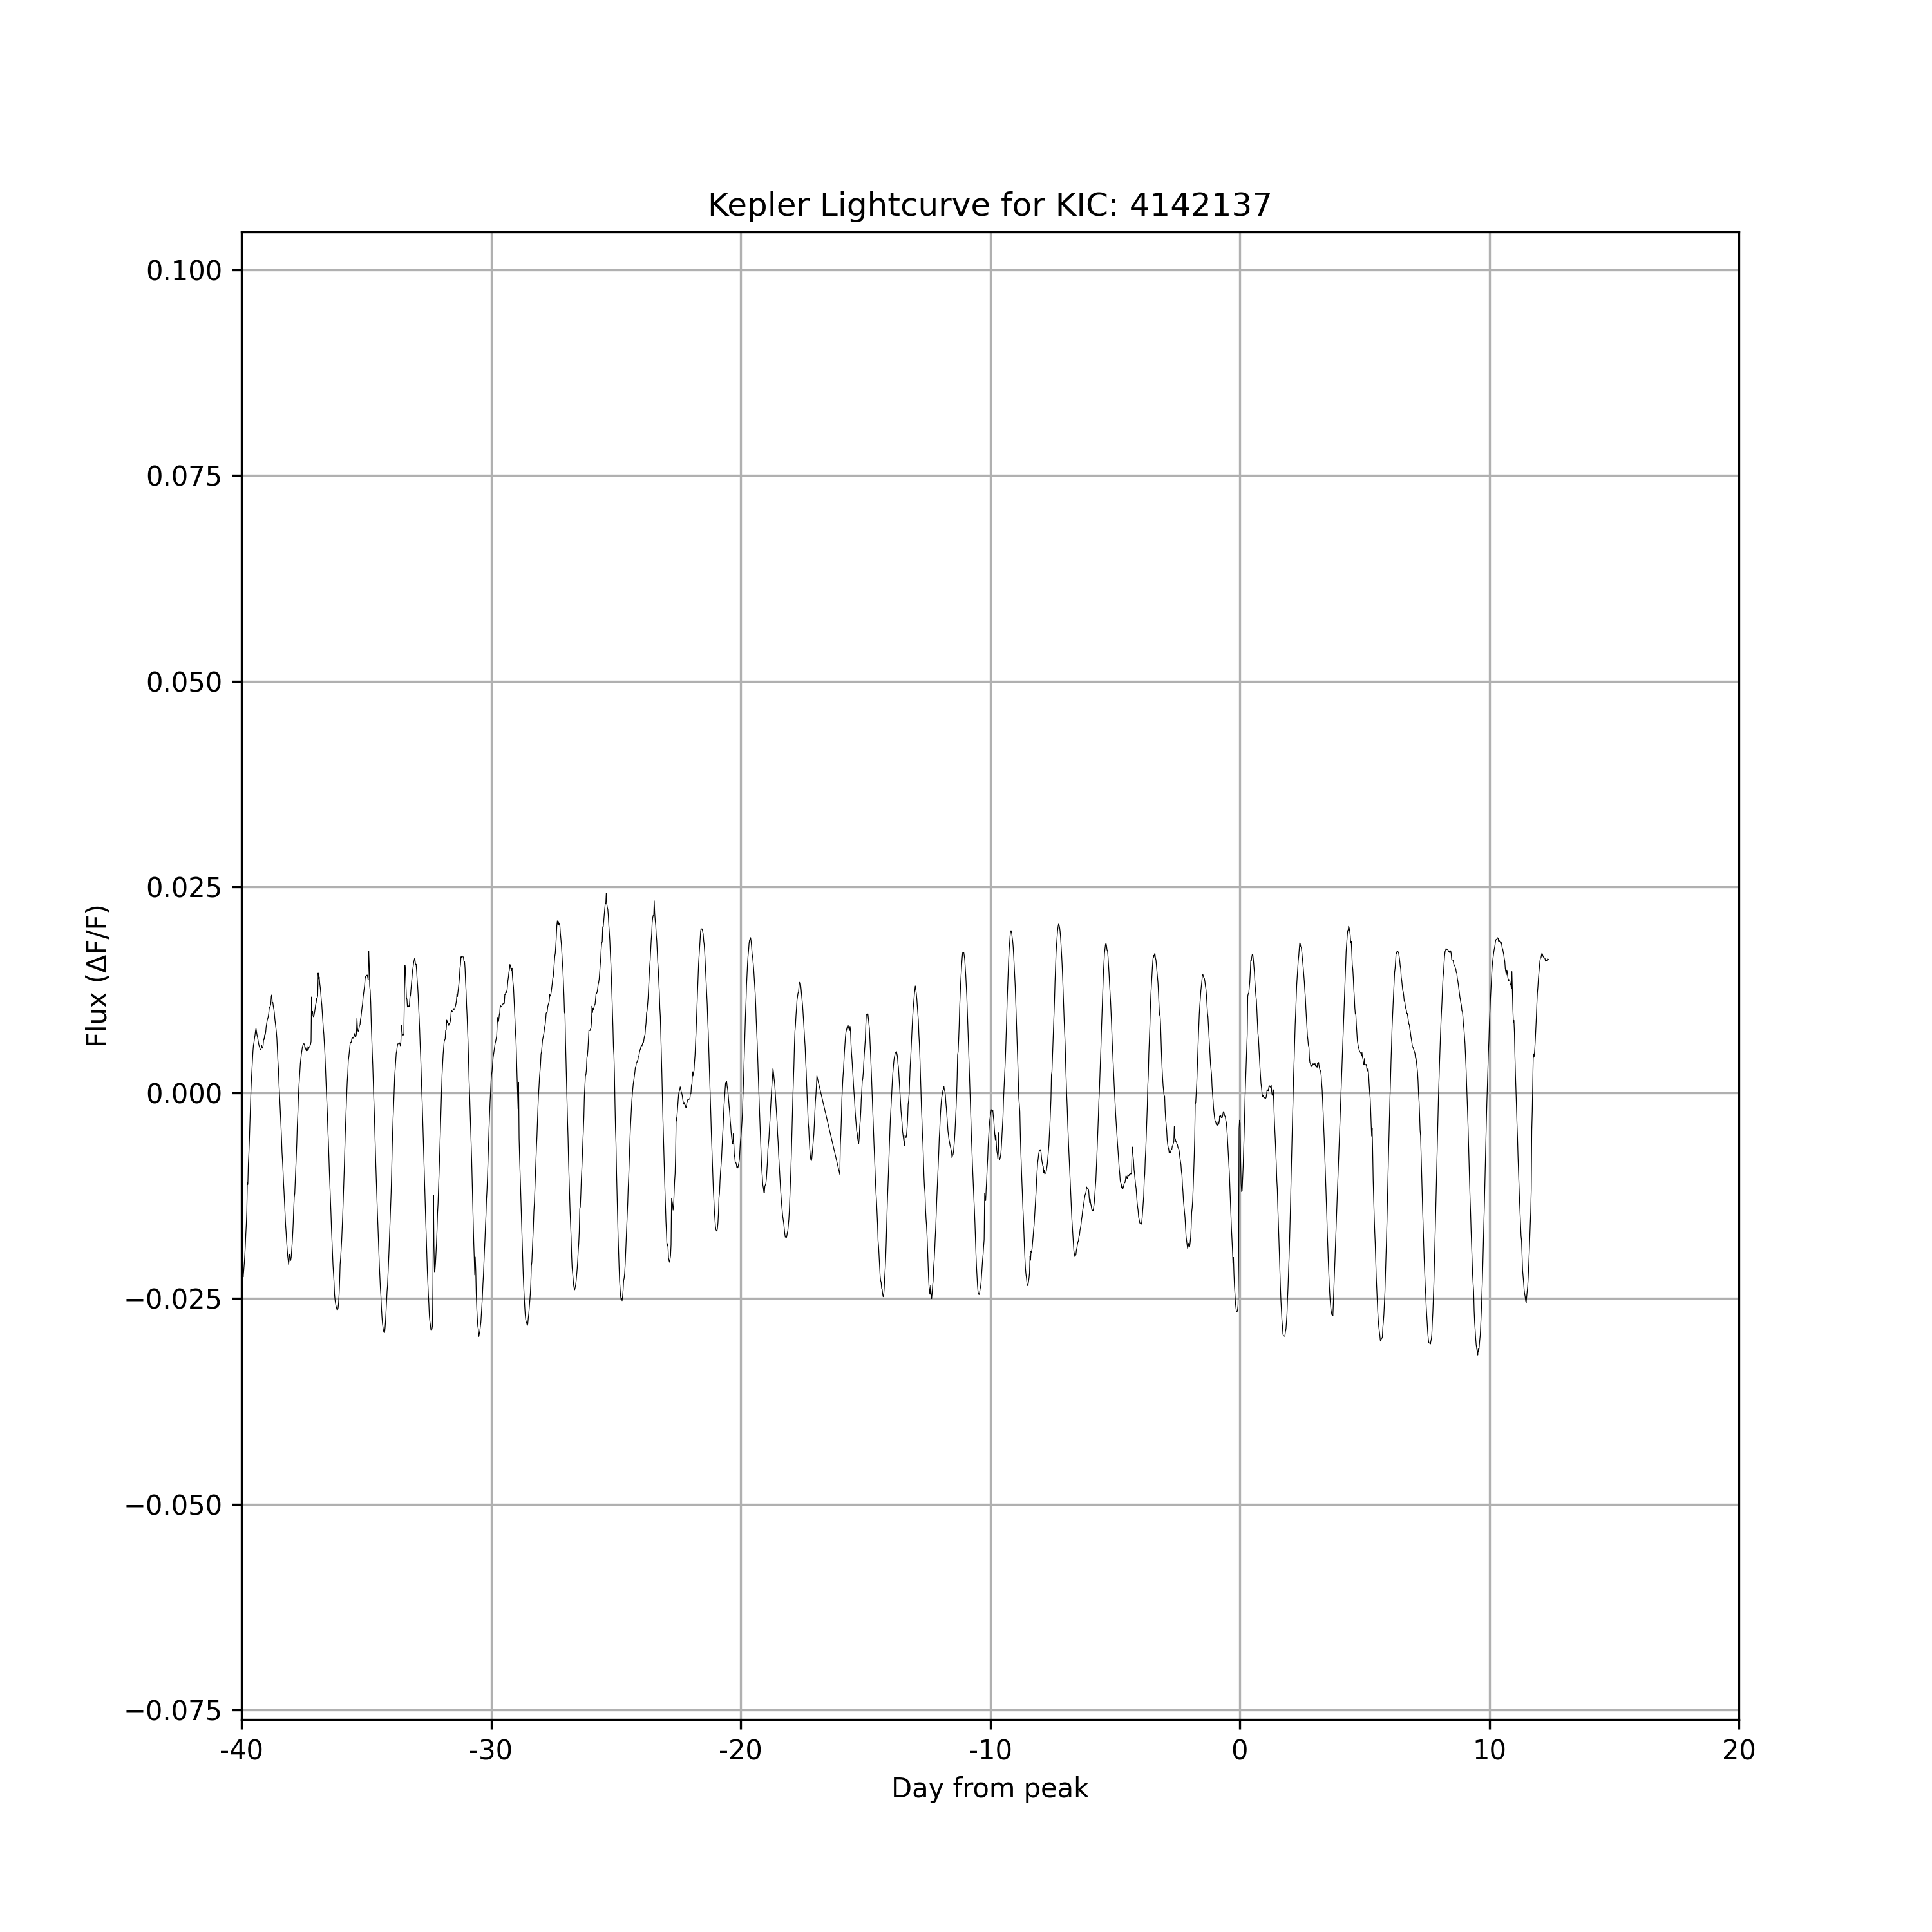 Kepler Lightcurve for KIC: 4142137
Flux (ΔF/F)
0.100
0.075
0.050
0.025
0.000
−0.025
−0.050
−0.075
-40 -30 -20 -10 0 10 20
Day from peak